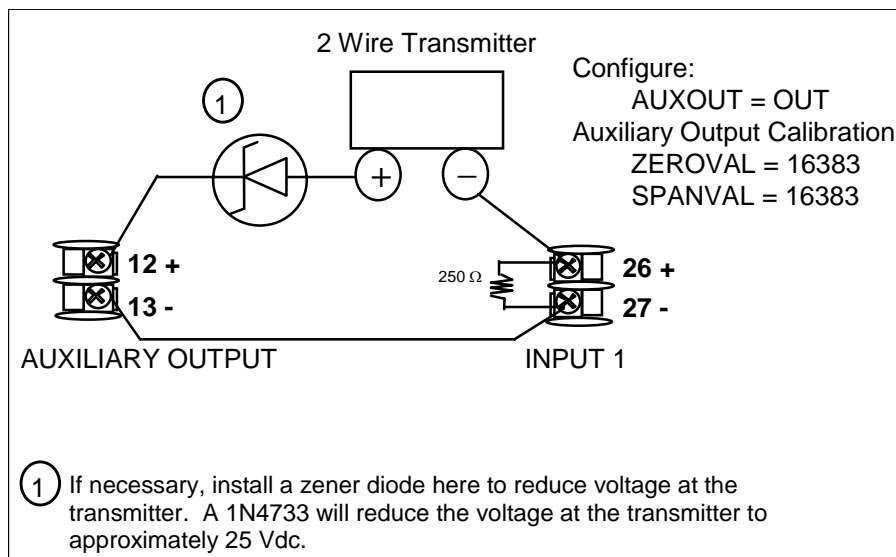 2 Wire Transmitter
Configure:
AUXOUT = OUT
Auxiliary Output Calibration
ZEROVAL = 16383
SPANVAL = 16383
1
+
−
12 +
13 -
250 Ω
26 +
27 -
AUXILIARY OUTPUT
INPUT 1
1 If necessary, install a zener diode here to reduce voltage at the
transmitter. A 1N4733 will reduce the voltage at the transmitter to
approximately 25 Vdc.